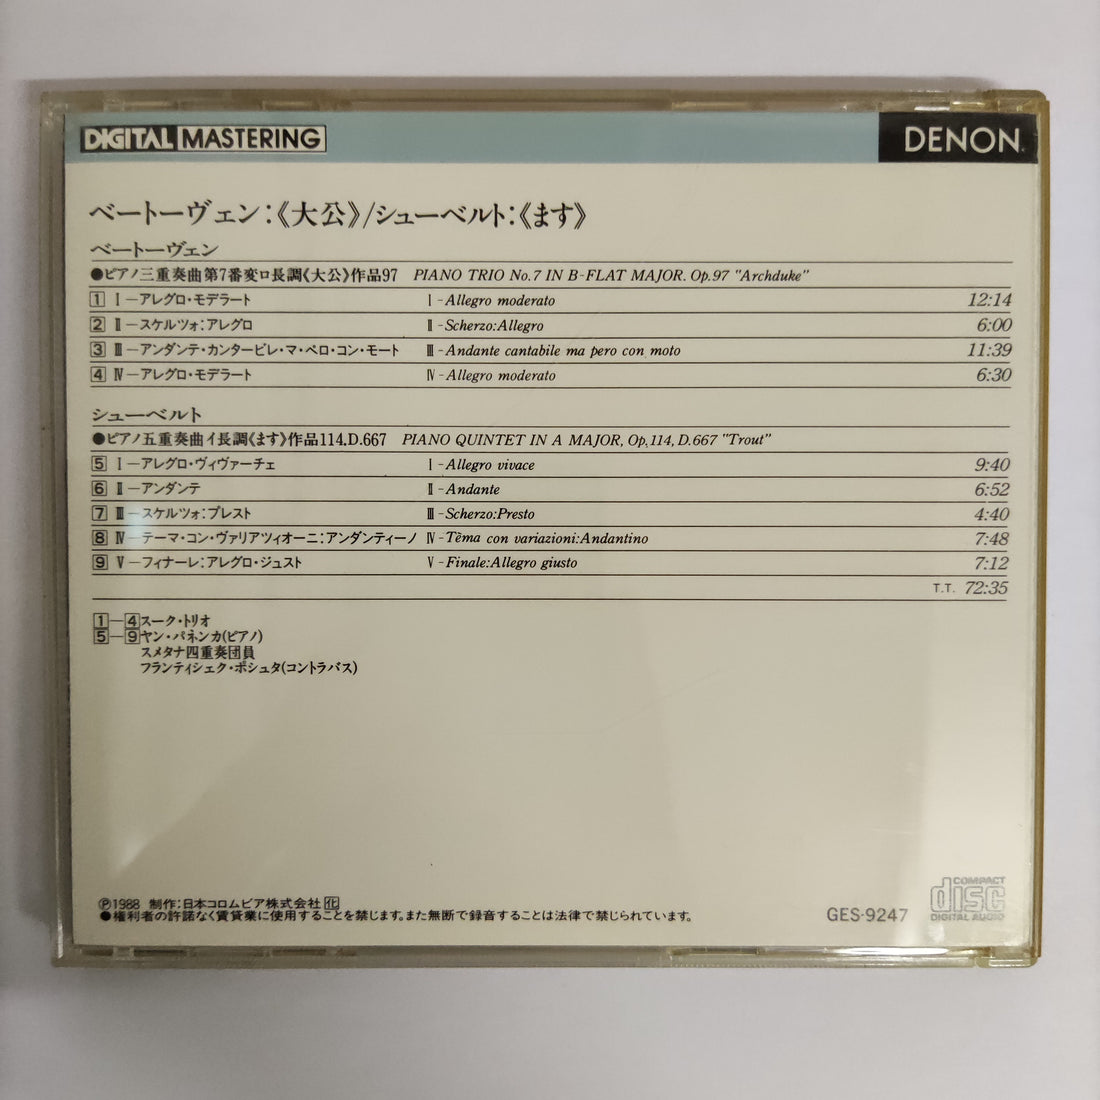 DIGITAL MASTERING
DENON
ベートーヴェン:《大公》/シューベルト:《ます》
ベートーヴェン
●ピアノ三重奏曲第7番変ロ長調《大公》作品97 PIANO TRIO No.7 IN B-FLAT MAJOR. Op.97 "Archduke"
1 Ⅰ－アレグロ・モデラート Ⅰ-Allegro moderato 12:14
2 Ⅱ－スケルツォ:アレグロ Ⅱ-Scherzo:Allegro 6:00
3 Ⅲ－アンダンテ・カンタービレ・マ・ペロ・コン・モート Ⅲ-Andante cantabile ma pero con moto 11:39
4 Ⅳ－アレグロ・モデラート Ⅳ-Allegro moderato 6:30
シューベルト
●ピアノ五重奏曲イ長調《ます》作品114.D.667 PIANO QUINTET IN A MAJOR, Op.114, D.667 "Trout"
5 Ⅰ－アレグロ・ヴィヴァーチェ Ⅰ-Allegro vivace 9:40
6 Ⅱ－アンダンテ Ⅱ-Andante 6:52
7 Ⅲ－スケルツォ:プレスト Ⅲ-Scherzo:Presto 4:40
8 Ⅳ－テーマ・コン・ヴァリアツィオーニ:アンダンティーノ Ⅳ-Têma con variazioni:Andantino 7:48
9 Ⅴ－フィナーレ:アレグロ・ジュスト Ⅴ-Finale:Allegro giusto 7:12
T.T. 72:35
1－4スーク・トリオ
5－9ヤン・パネンカ(ピアノ)
スメタナ四重奏団員
フランティシェク・ポシュタ(コントラバス)
Ⓟ1988 制作:日本コロムビア株式会社 化
●権利者の許諾なく賃貸業に使用することを禁じます。また無断で録音することは法律で禁じられています。
GES-9247
COMPACT
disc
DIGITAL AUDIO